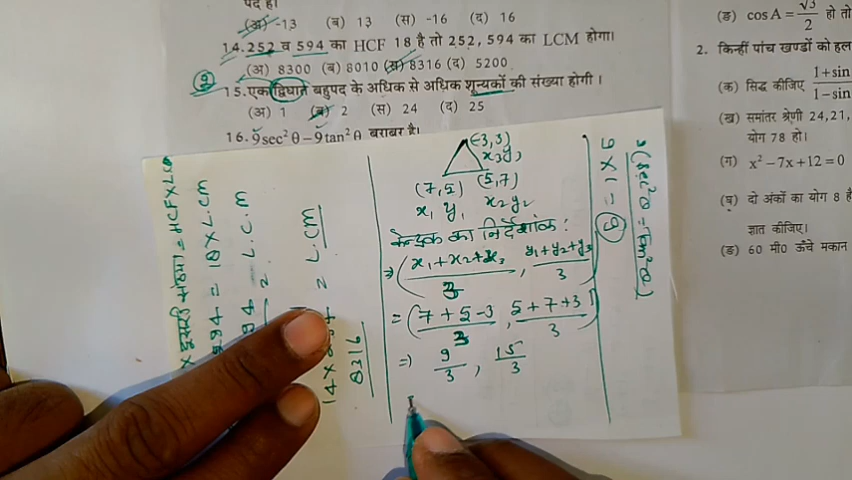 पद है।
(अ) -13 (ब) 13 (स) -16 (द) 16
14. 252 व 594 का HCF 18 है तो 252, 594 का LCM होगा।
(अ) 8300 (ब) 8010 (स) 8316 (द) 5200
15. एक द्विघात बहुपद के अधिक से अधिक शून्यकों की संख्या होगी।
(अ) 1 (ब) 2 (स) 24 (द) 25
16. 9sec²θ – 9tan²θ बराबर है।
(ङ) cos A = √3/2 हो तो
2. किन्हीं पांच खण्डों को हल
(क) सिद्ध कीजिए 1+sin / 1–sin
(ख) समांतर श्रेणी 24, 21,
योग 78 हो।
(ग) x² – 7x + 12 = 0
(घ) दो अंकों का योग 8 है
ज्ञात कीजिए।
(ङ) 60 मी0 ऊँचे मकान
(-3, 3)
x3 y3
(7, 5) (5, 7)
x1 y1 x2 y2
केन्द्रक का निर्देशांक :
⇒ (x1 + x2 + x3 / 3, y1 + y2 + y3 / 3)
= (7 + 5 - 3 / 3, 5 + 7 + 3 / 3)
⇒ 9/3, 15/3
9 (sec²θ - tan²θ)
9 × 1 = 9
× दूसरी संख्या = HCF × LCM
594 = 18 × L.CM
94 = L.C.M
= L.CM
8316